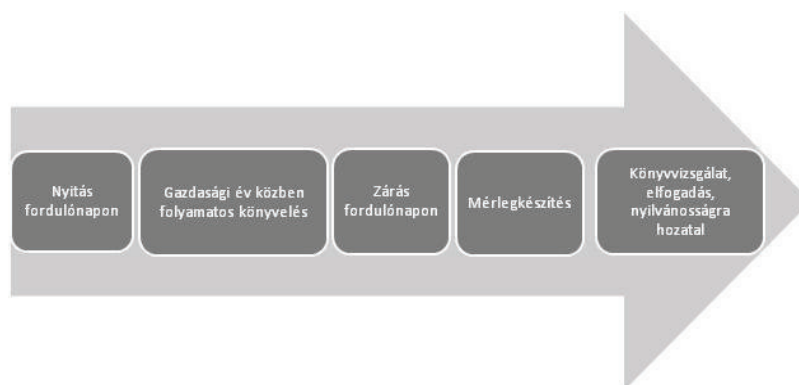 Nyitás
fordulónapon
Gazdasági év közben
folyamatos könyvelés
Zárás
fordulónapon
Mérlegkészítés
Könyvvizsgálat,
elfogadás,
nyilvánosságra
hozatal